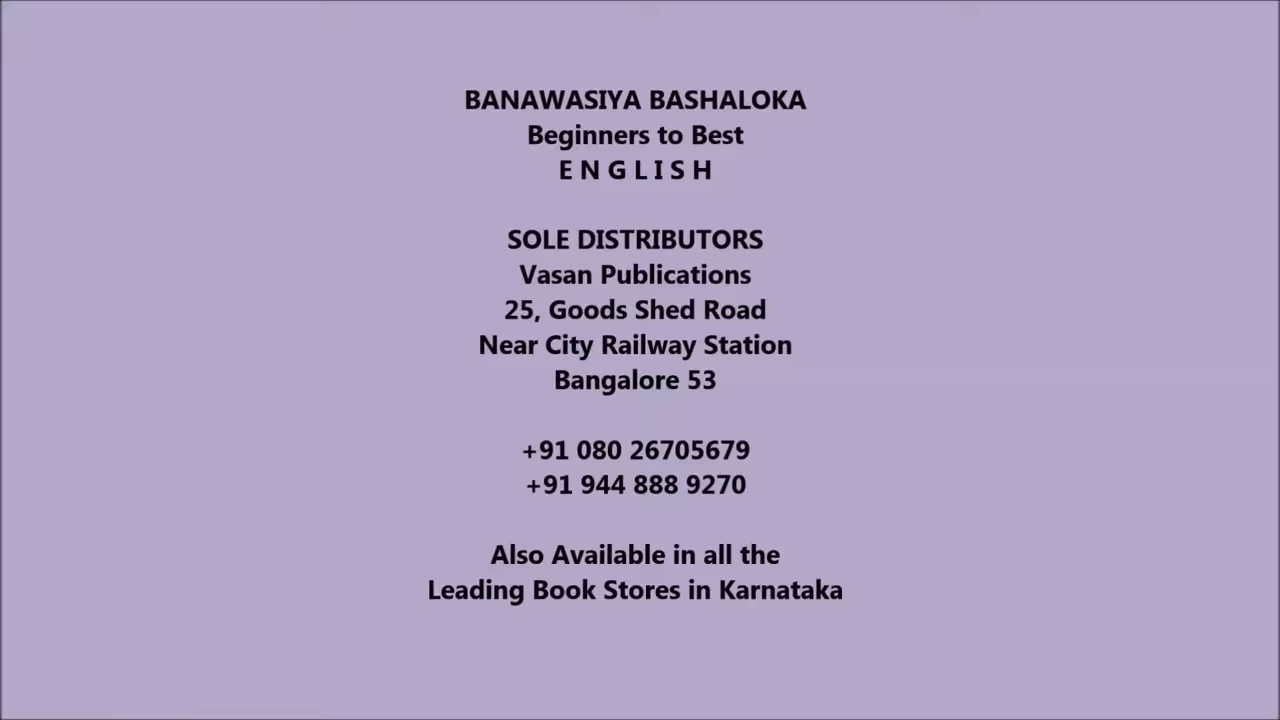 BANAWASIYA BASHALOKA
Beginners to Best
E N G L I S H
SOLE DISTRIBUTORS
Vasan Publications
25, Goods Shed Road
Near City Railway Station
Bangalore 53
+91 080 26705679
+91 944 888 9270
Also Available in all the
Leading Book Stores in Karnataka